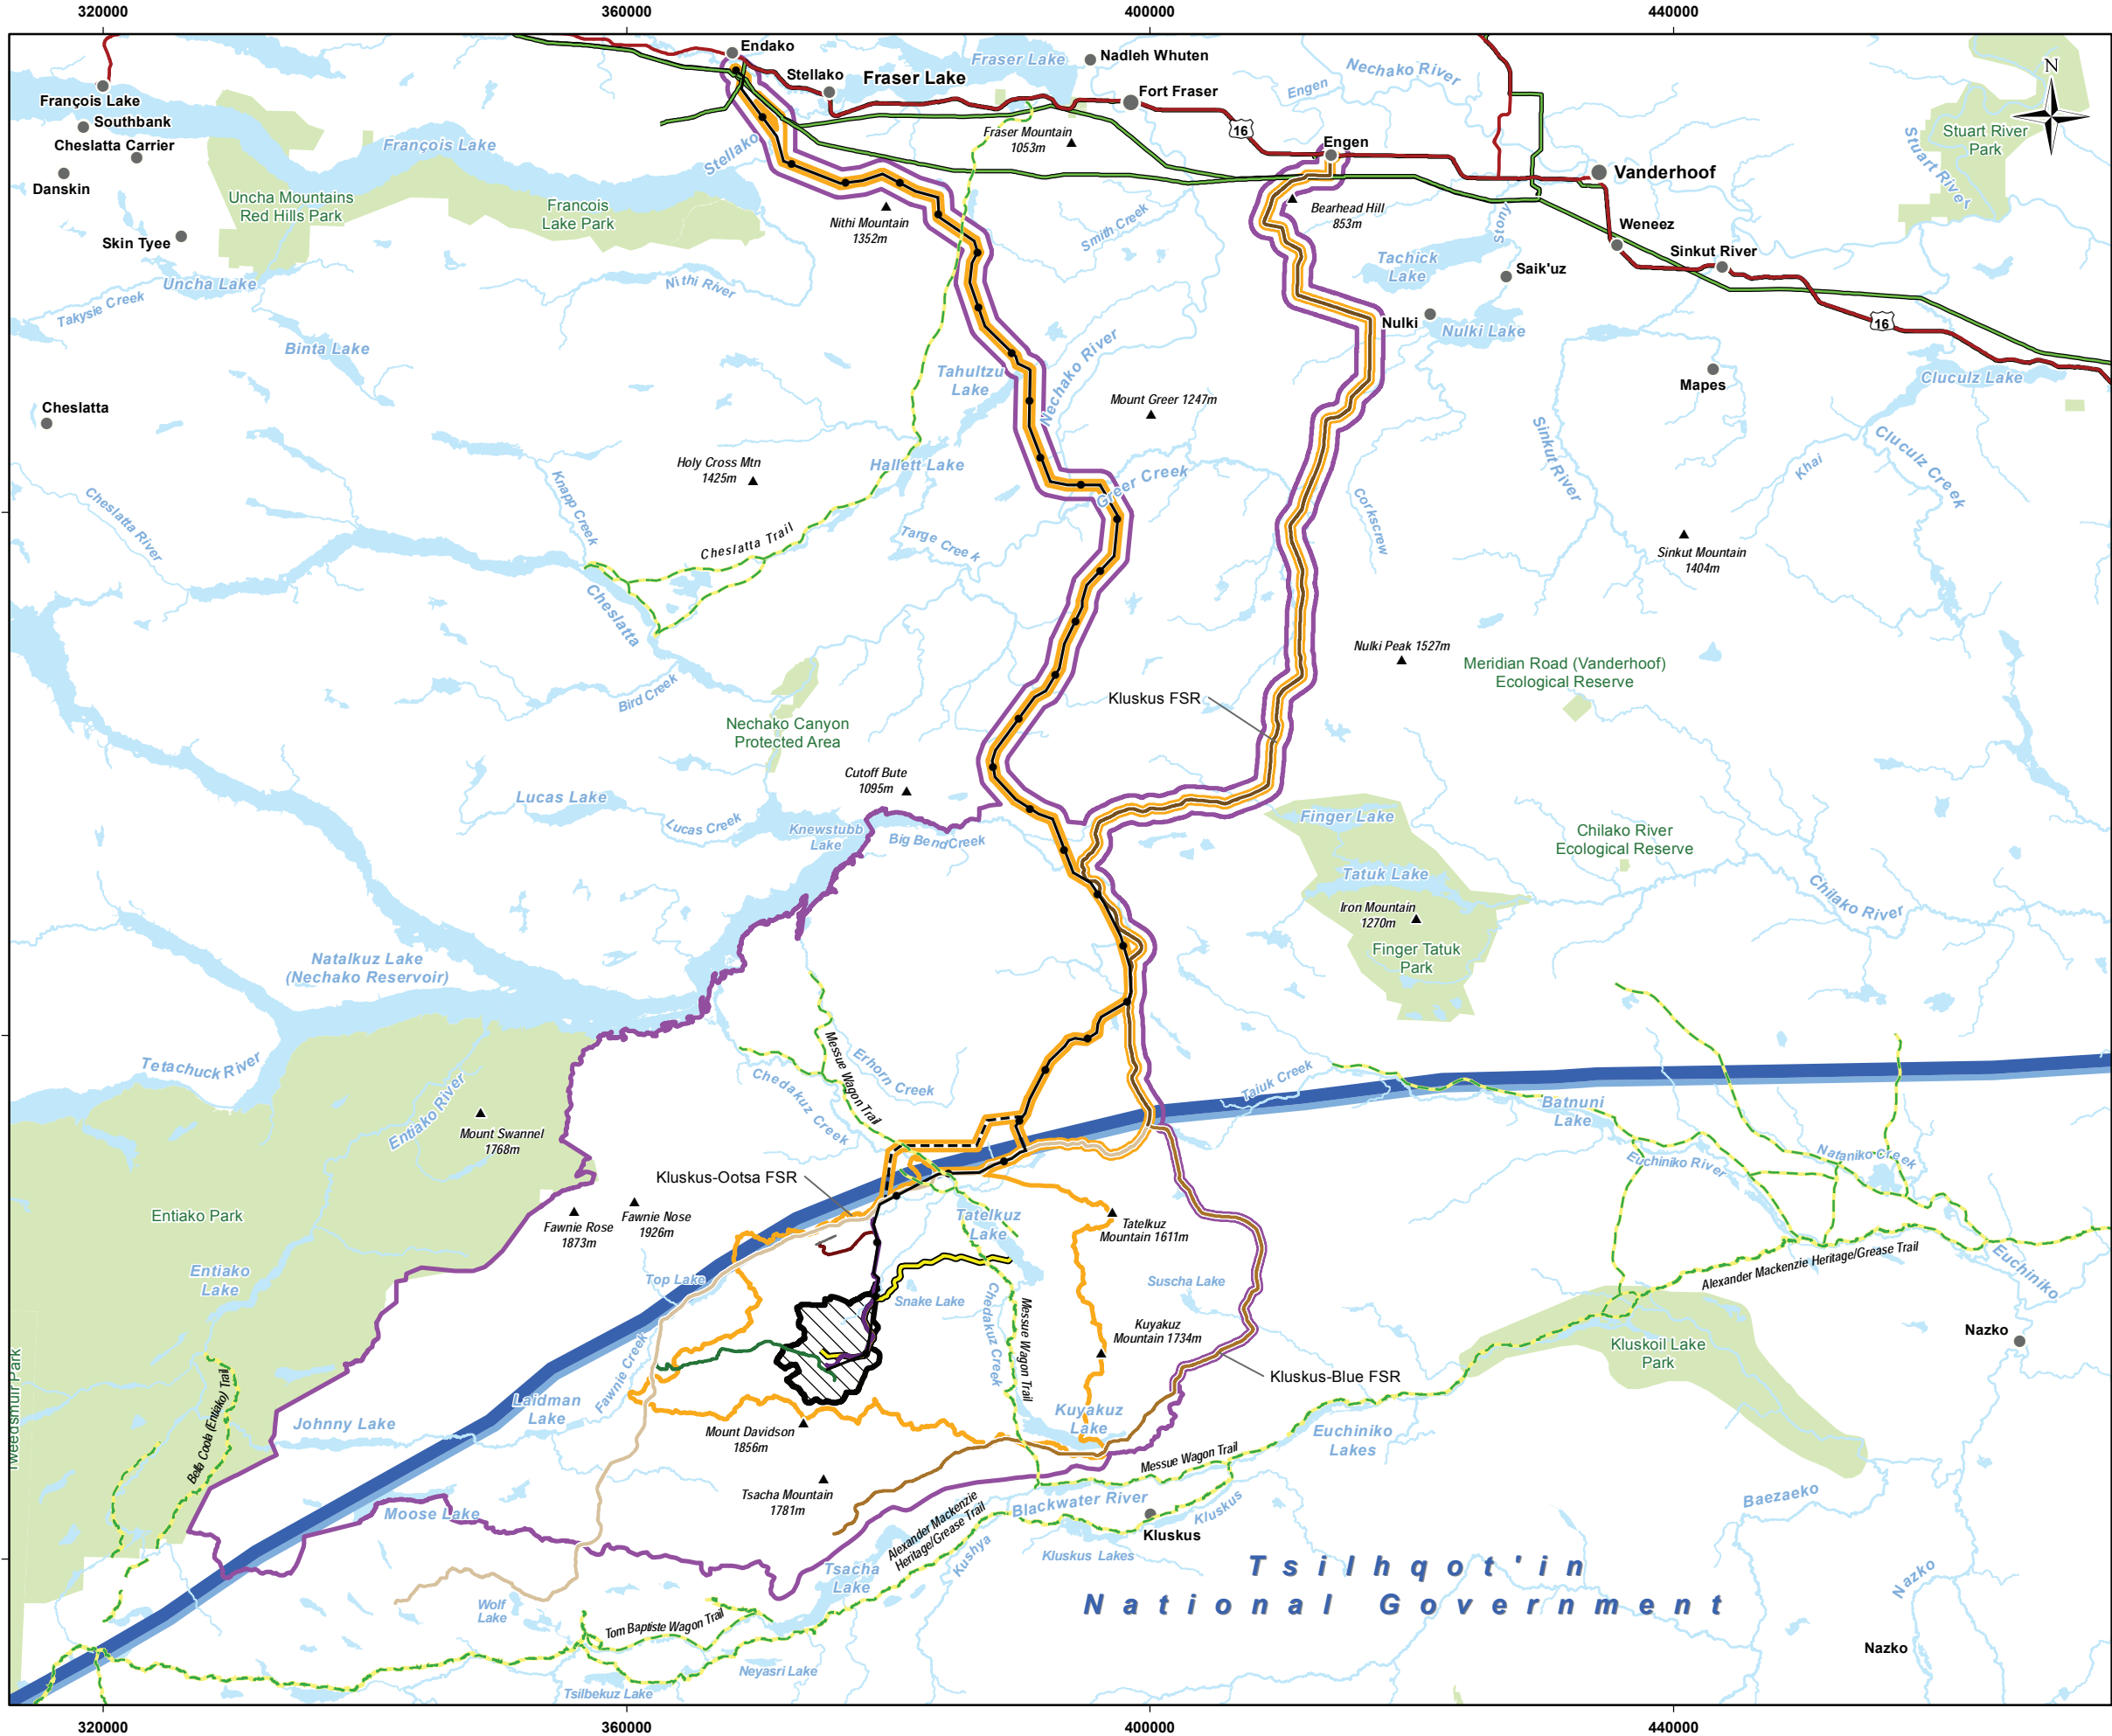 320000
360000
400000
440000
Endako
Stellako
Fraser Lake
Fraser Lake
Nadleh Whuten
Fort Fraser
Engen
Nechako River
16
Engen
Vanderhoof
Weneez
Sinkut River
16
Stuart River
Park
Stuart River
N
François Lake
Southbank
Cheslatta Carrier
Danskin
Skin Tyee
François Lake
Stellako
Uncha Mountains
Red Hills Park
Francois
Lake Park
Fraser Mountain
1053m
Nithi Mountain
1352m
Smith Creek
Bearhead Hill
853m
Stony
Tachick
Lake
Saik'uz
Nulki
Nulki Lake
Uncha Lake
Takysie Creek
Nithi River
Binta Lake
Tahultzu
Lake
Nechako River
Mount Greer 1247m
Mapes
Cluculz Lake
Cluculz Creek
Khai
Sinkut River
Cheslatta
Holy Cross Mtn
1425m
Hallett Lake
Greer Creek
Corkscrew
Knapp Creek
Cheslatta River
Cheslatta Trail
Targe Creek
Sinkut Mountain
1404m
Cheslatta
Nulki Peak 1527m
Meridian Road (Vanderhoof)
Ecological Reserve
Bird Creek
Kluskus FSR
Nechako Canyon
Protected Area
Cutoff Bute
1095m
Lucas Lake
Lucas Creek
Knewstubb
Lake
Big Bend Creek
Finger Lake
Chilako River
Ecological Reserve
Tatuk Lake
Iron Mountain
1270m
Finger Tatuk
Park
Chilako River
Natalkuz Lake
(Nechako Reservoir)
Tetachuck River
Entiako River
Mount Swannel
1768m
Messue Wagon Trail
Erhorn Creek
Chedakuz Creek
Taiuk Creek
Batnuni
Lake
Euchiniko River
Nataniko Creek
Kluskus-Ootsa FSR
Entiako Park
Fawnie Rose
1873m
Fawnie Nose
1926m
Tatelkuz
Lake
Tatelkuz
Mountain 1611m
Alexander Mackenzie Heritage/Grease Trail
Euchiniko
Entiako
Lake
Top Lake
Snake Lake
Suscha Lake
Chedakuz Creek
Messue Wagon Trail
Kuyakuz
Mountain 1734m
Nazko
Kluskoil Lake
Park
Kluskus-Blue FSR
Tweedsmuir Park
Fawnie Creek
Bella Coola (Entiako) Trail
Johnny Lake
Laidman
Lake
Mount Davidson
1856m
Kuyakuz
Lake
Euchiniko
Lakes
Messue Wagon Trail
Tsacha Mountain
1781m
Moose Lake
Alexander Mackenzie
Heritage/Grease Trail
Blackwater River
Kluskus
Kluskus
Baezaeko
Kushya
Kluskus Lakes
Tsacha
Lake
Tsilhqot'in
National Government
Nazko
Wolf
Lake
Tom Baptiste Wagon Trail
Nazko
Neyasri Lake
Tsilbekuz Lake
320000
360000
400000
440000